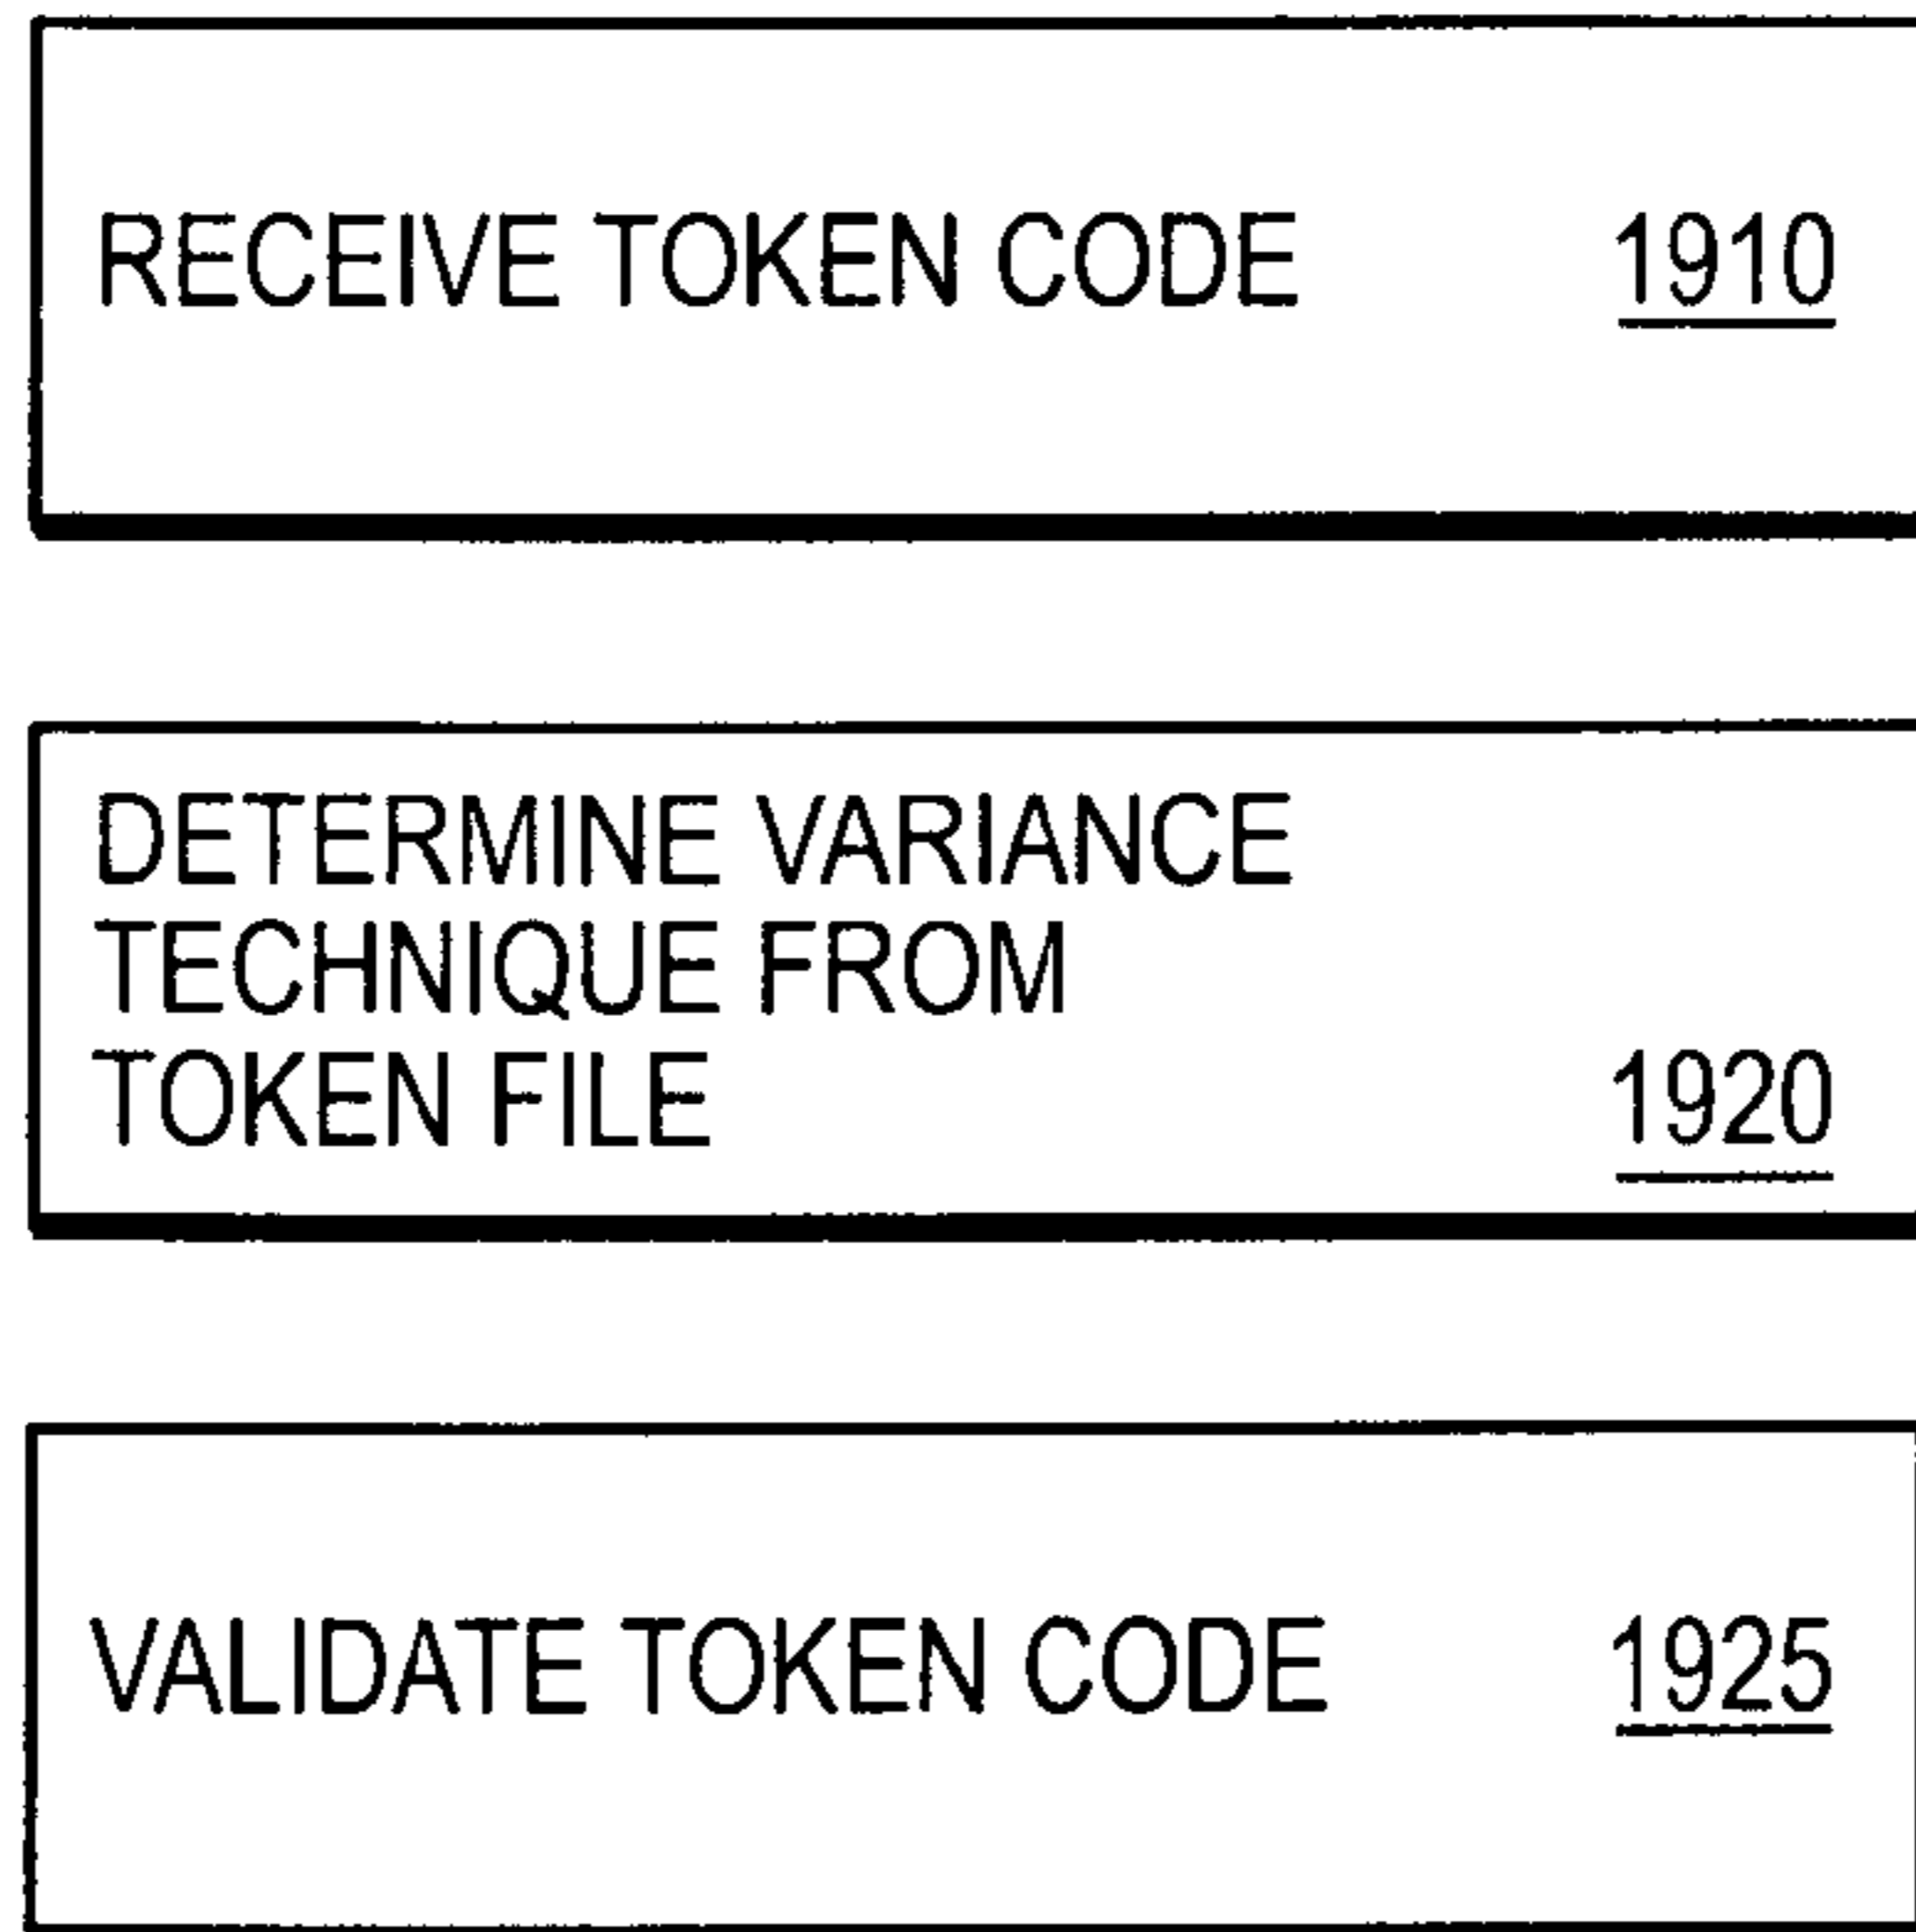 RECEIVE TOKEN CODE 1910
DETERMINE VARIANCE
TECHNIQUE FROM
TOKEN FILE 1920
VALIDATE TOKEN CODE 1925